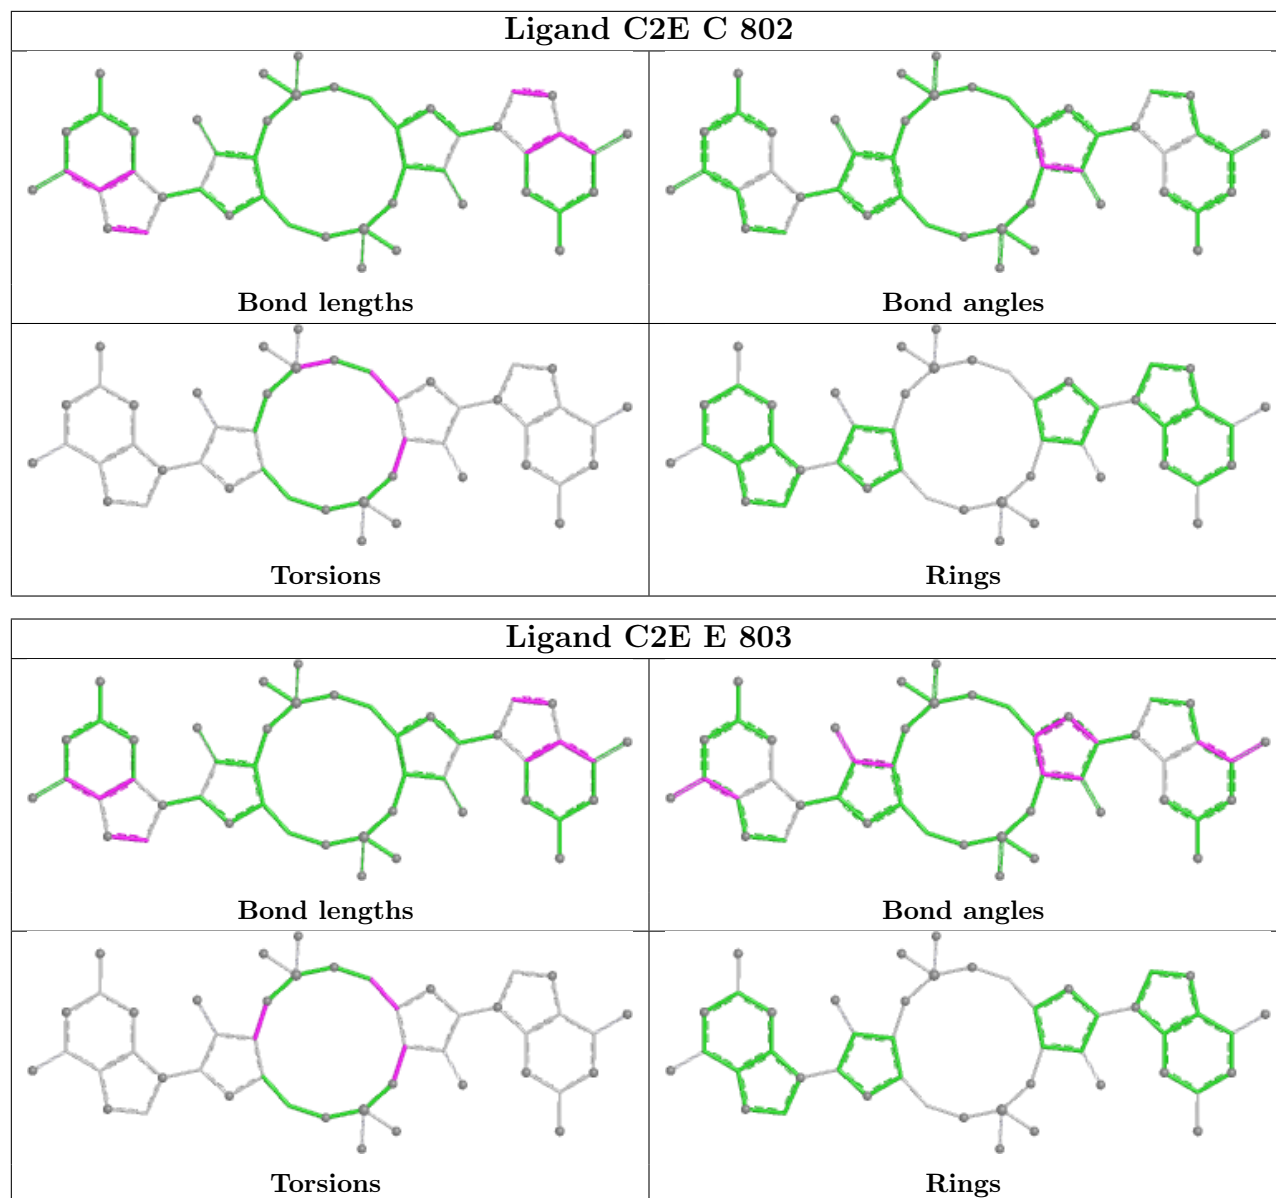 Ligand C2E C 802
Bond lengths
Bond angles
Torsions
Rings
Ligand C2E E 803
Bond lengths
Bond angles
Torsions
Rings